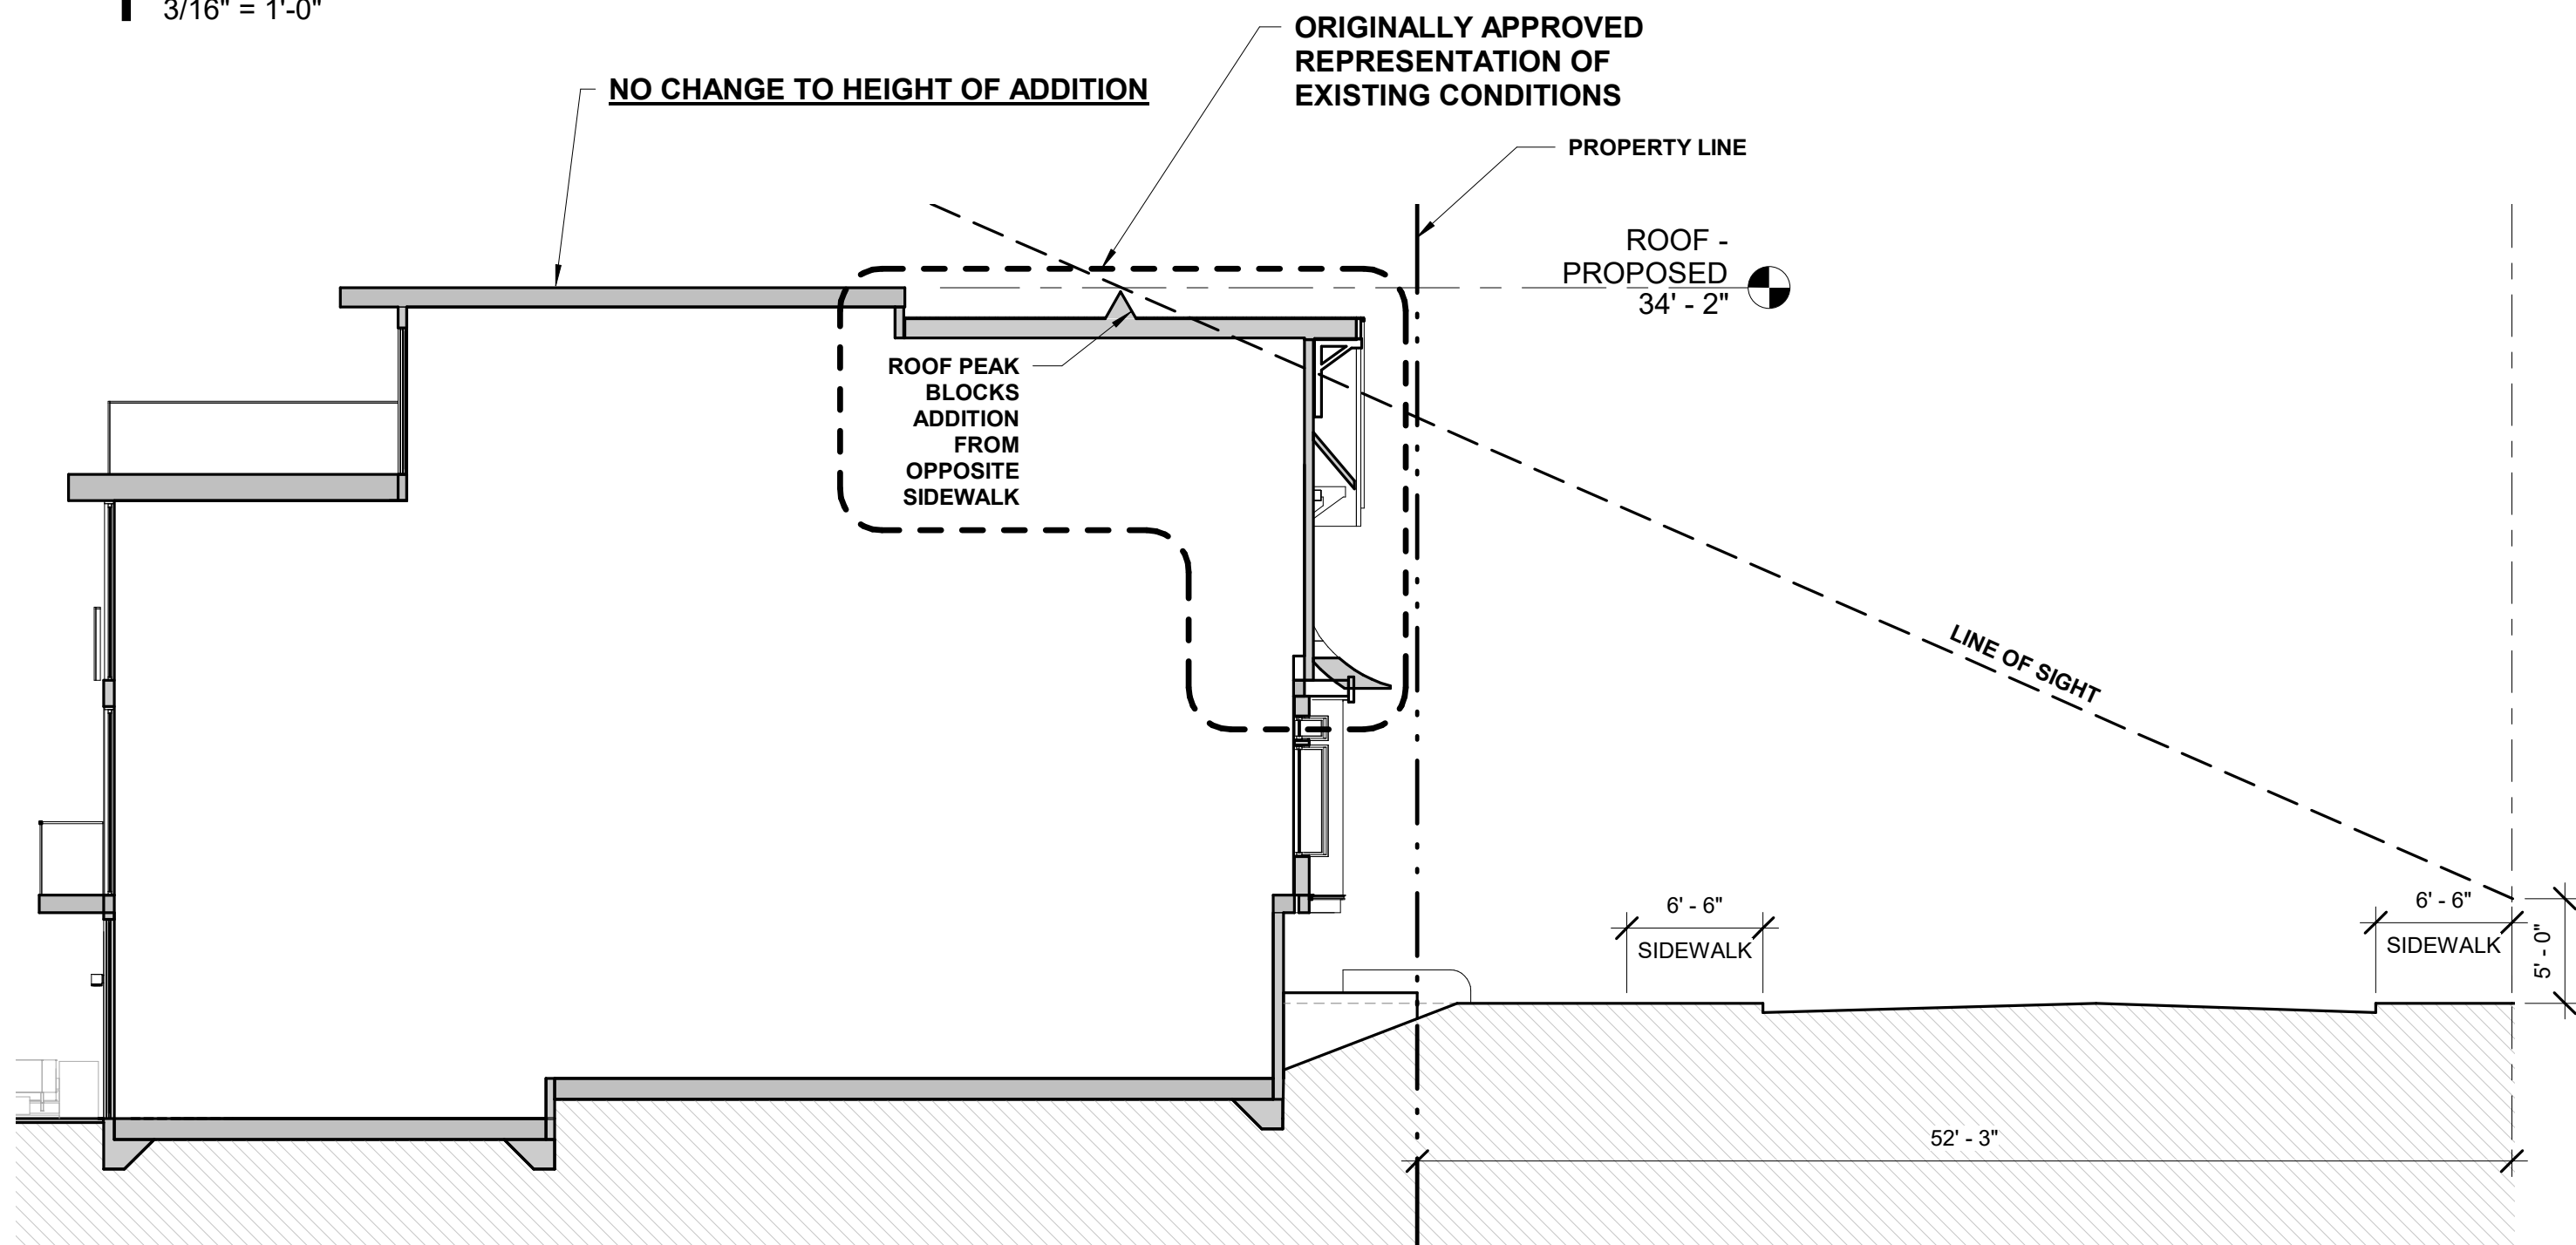 3/16" = 1'-0"
ORIGINALLY APPROVED
REPRESENTATION OF
EXISTING CONDITIONS
NO CHANGE TO HEIGHT OF ADDITION
PROPERTY LINE
ROOF -
PROPOSED
34' - 2"
ROOF PEAK
BLOCKS
ADDITION
FROM
OPPOSITE
SIDEWALK
LINE OF SIGHT
6' - 6"
SIDEWALK
6' - 6"
SIDEWALK
5' - 0"
52' - 3"